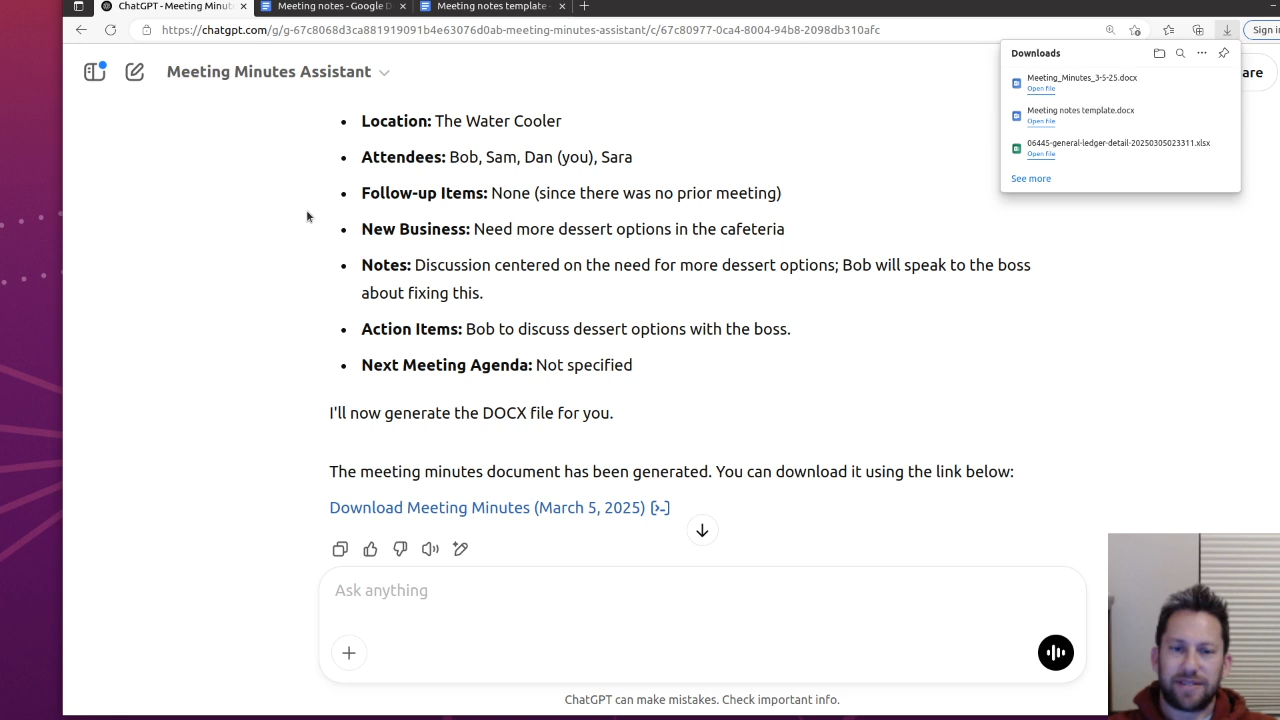 ChatGPT - Meeting Minut
Meeting notes - Google D
Meeting notes template -
https://chatgpt.com/g/g-67c8068d3ca881919091b4e63076d0ab-meeting-minutes-assistant/c/67c80977-0ca4-8004-94b8-2098db310afc
Sign in
Downloads
Meeting_Minutes_3-5-25.docx
Open file
Meeting notes template.docx
Open file
06445-general-ledger-detail-20250305023311.xlsx
Open file
See more
Meeting Minutes Assistant
are
• Location: The Water Cooler
• Attendees: Bob, Sam, Dan (you), Sara
• Follow-up Items: None (since there was no prior meeting)
• New Business: Need more dessert options in the cafeteria
• Notes: Discussion centered on the need for more dessert options; Bob will speak to the boss
about fixing this.
• Action Items: Bob to discuss dessert options with the boss.
• Next Meeting Agenda: Not specified
I'll now generate the DOCX file for you.
The meeting minutes document has been generated. You can download it using the link below:
Download Meeting Minutes (March 5, 2025) [>-]
Ask anything
ChatGPT can make mistakes. Check important info.